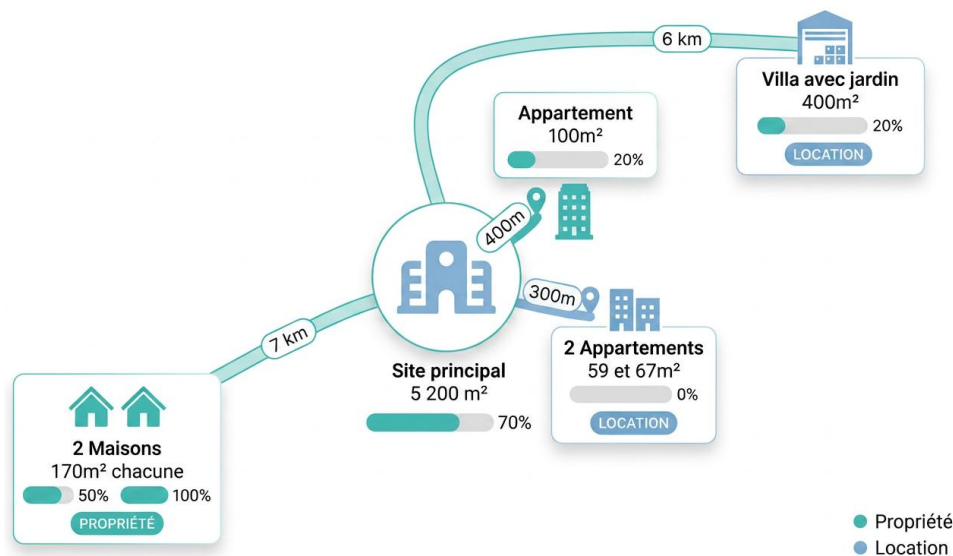 6 km
Villa avec jardin
400m²
20%
LOCATION
Appartement
100m²
20%
400m
300m
2 Appartements
59 et 67m²
0%
LOCATION
Site principal
5 200 m²
70%
7 km
2 Maisons
170m² chacune
50% 100%
PROPRIÉTÉ
Propriété
Location